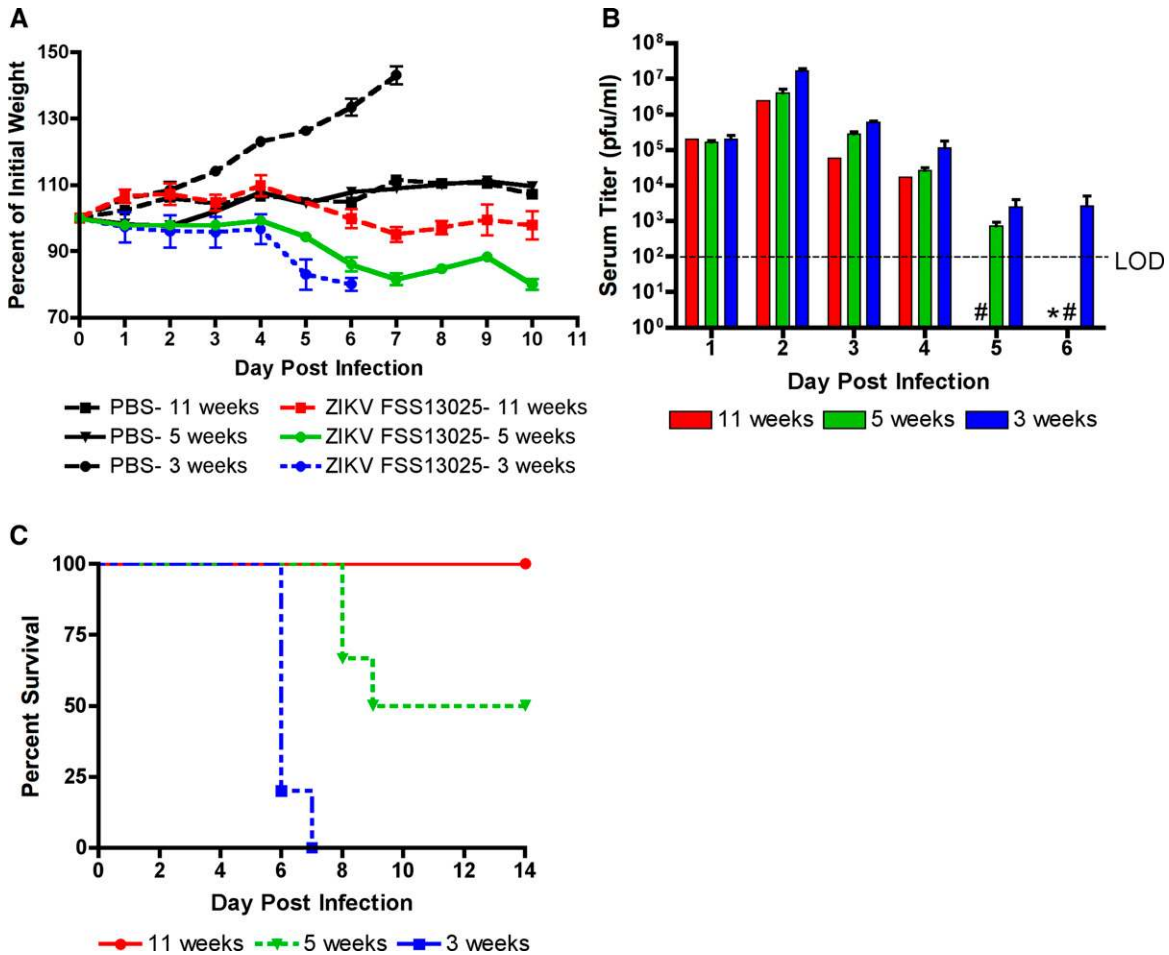 A
Percent of Initial Weight
150
130
110
90
70
0 1 2 3 4 5 6 7 8 9 10 11
Day Post Infection
PBS- 11 weeks
PBS- 5 weeks
PBS- 3 weeks
ZIKV FSS13025- 11 weeks
ZIKV FSS13025- 5 weeks
ZIKV FSS13025- 3 weeks
B
Serum Titer (pfu/ml)
10⁸
10⁷
10⁶
10⁵
10⁴
10³
10²
10¹
10⁰
LOD
# *#
1 2 3 4 5 6
Day Post Infection
11 weeks 5 weeks 3 weeks
C
Percent Survival
100
75
50
25
0
0 2 4 6 8 10 12 14
Day Post Infection
11 weeks 5 weeks 3 weeks